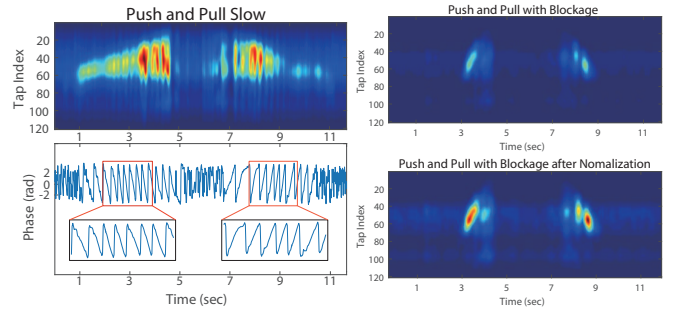 Push and Pull Slow
Tap Index
20
40
60
80
100
120
1 3 5 7 9 11
Phase (rad)
2
0
-2
1 3 5 7 9 11
Time (sec)
Push and Pull with Blockage
Tap Index
20
40
60
80
100
120
1 3 5 7 9 11
Time (sec)
Push and Pull with Blockage after Nomalization
Tap Index
20
40
60
80
100
120
1 3 5 7 9 11
Time (sec)